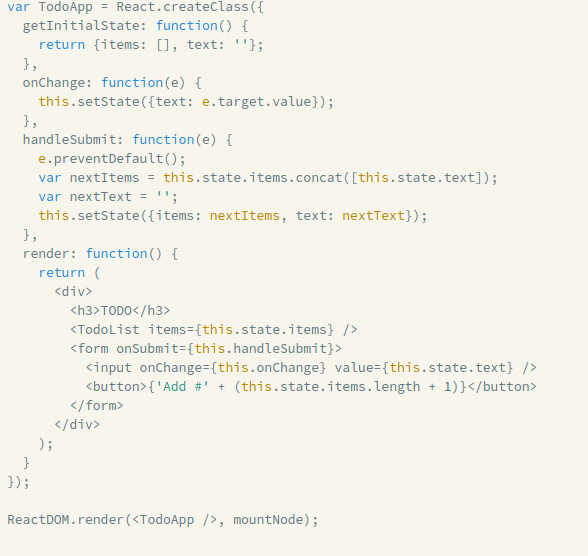 var TodoApp = React.createClass({
  getInitialState: function() {
    return {items: [], text: ''};
  },
  onChange: function(e) {
    this.setState({text: e.target.value});
  },
  handleSubmit: function(e) {
    e.preventDefault();
    var nextItems = this.state.items.concat([this.state.text]);
    var nextText = '';
    this.setState({items: nextItems, text: nextText});
  },
  render: function() {
    return (
      <div>
        <h3>TODO</h3>
        <TodoList items={this.state.items} />
        <form onSubmit={this.handleSubmit}>
          <input onChange={this.onChange} value={this.state.text} />
          <button>{'Add #' + (this.state.items.length + 1)}</button>
        </form>
      </div>
    );
  }
});

ReactDOM.render(<TodoApp />, mountNode);